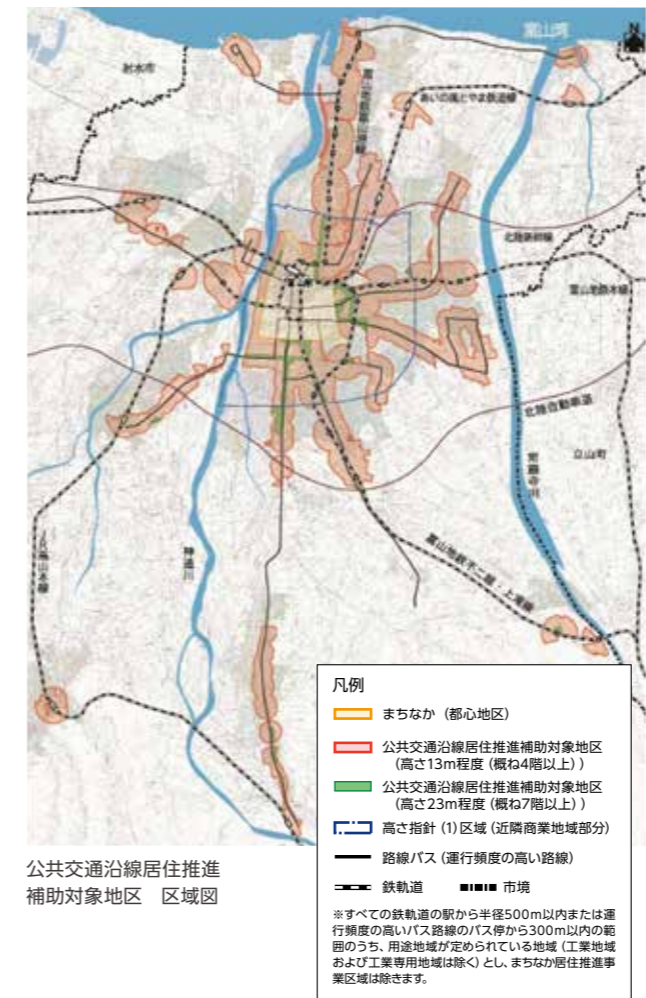 富山湾
N
射水市
富山地鉄富山港線
あいの風とやま鉄道線
北陸新幹線
富山地鉄本線
北陸自動車道
立山町
常願寺川
富山地鉄不二越・上滝線
JR高山本線
神通川
凡例
まちなか（都心地区）
公共交通沿線居住推進補助対象地区
（高さ13m程度（概ね4階以上））
公共交通沿線居住推進補助対象地区
（高さ23m程度（概ね7階以上））
高さ指針（1）区域（近隣商業地域部分）
路線バス（運行頻度の高い路線）
鉄軌道
市境
※すべての鉄軌道の駅から半径500m以内または運
行頻度の高いバス路線のバス停から300m以内の範
囲のうち、用途地域が定められている地域（工業地域
および工業専用地域は除く）とし、まちなか居住推進事
業区域は除きます。
公共交通沿線居住推進
補助対象地区　区域図